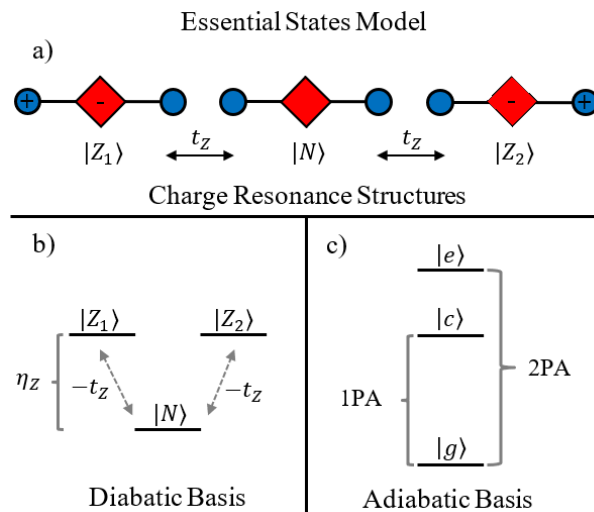 Essential States Model
a)
+ - - +
|Z₁⟩ t_Z |N⟩ t_Z |Z₂⟩
Charge Resonance Structures
b)
|Z₁⟩ |Z₂⟩
η_Z
-t_Z -t_Z
|N⟩
Diabatic Basis
c)
|e⟩
|c⟩
2PA
1PA
|g⟩
Adiabatic Basis